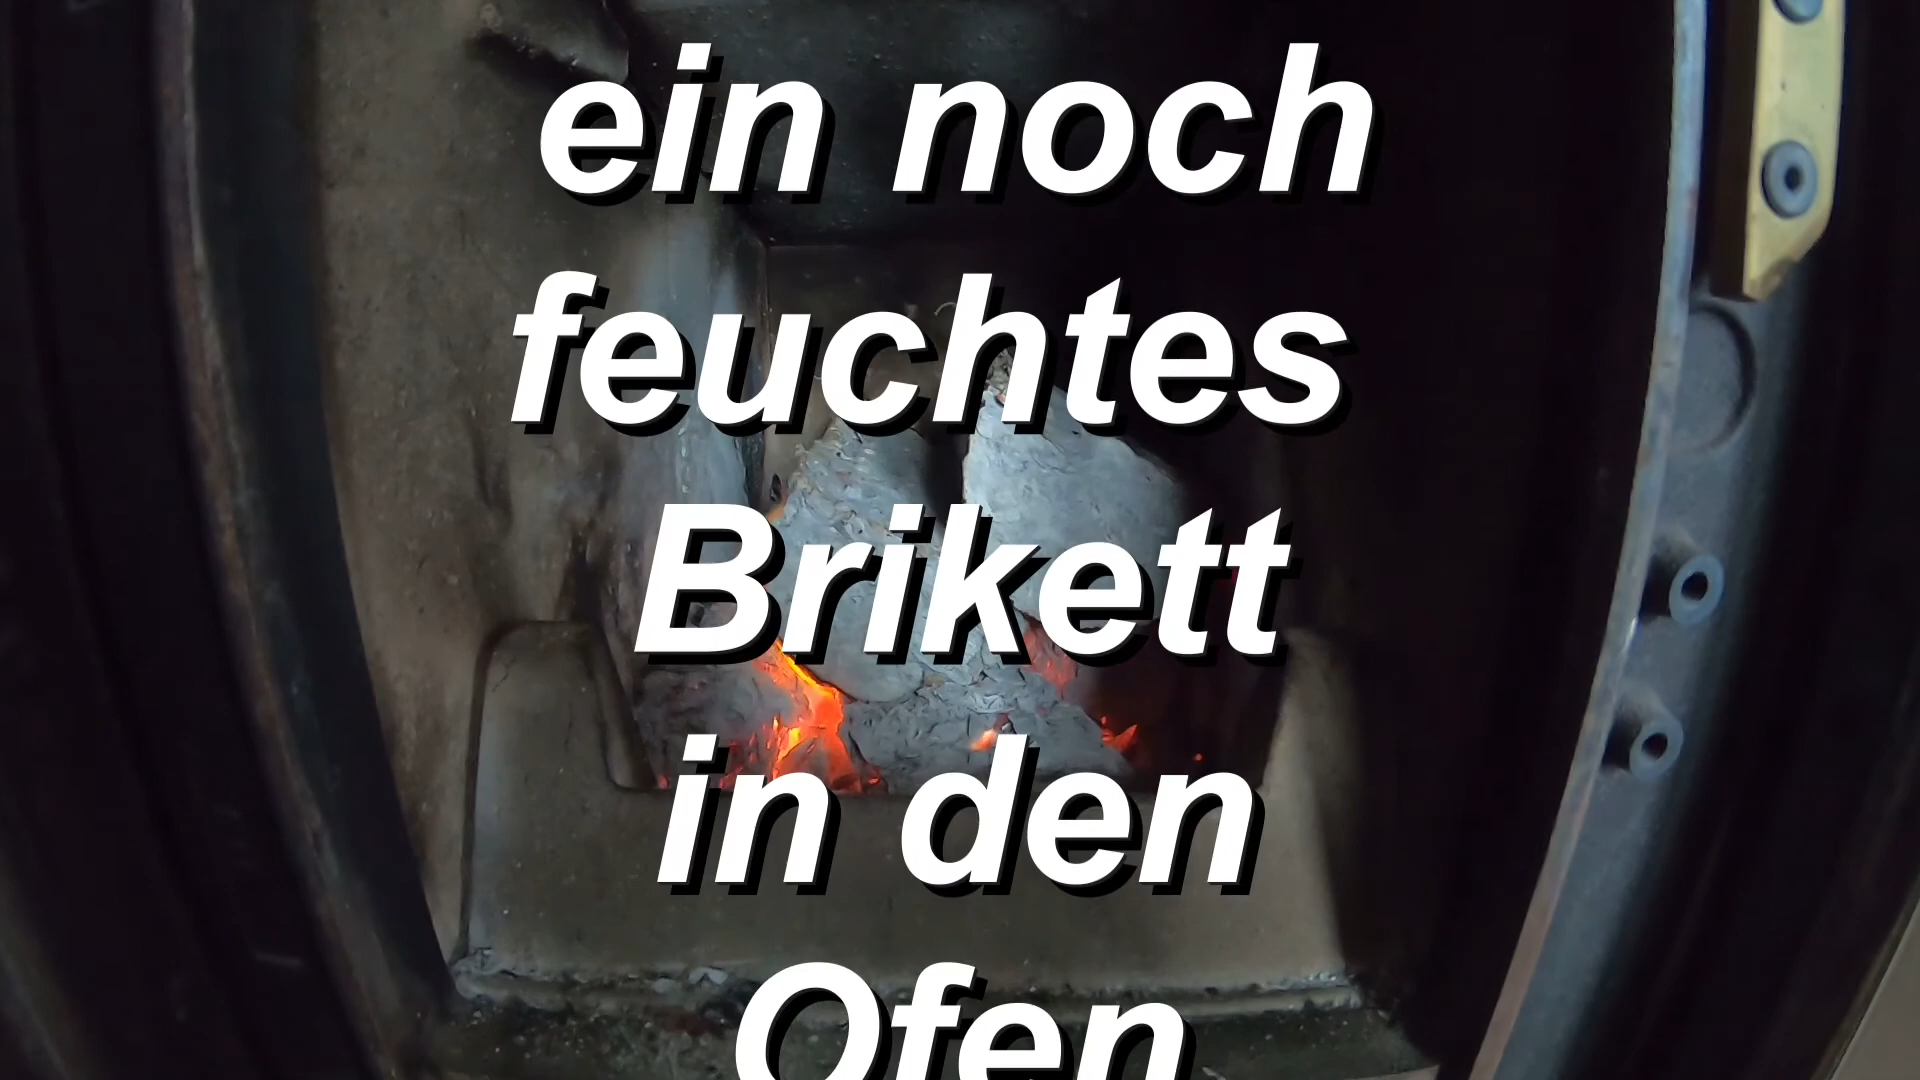 ein noch
feuchtes
Brikett
in den
Ofen